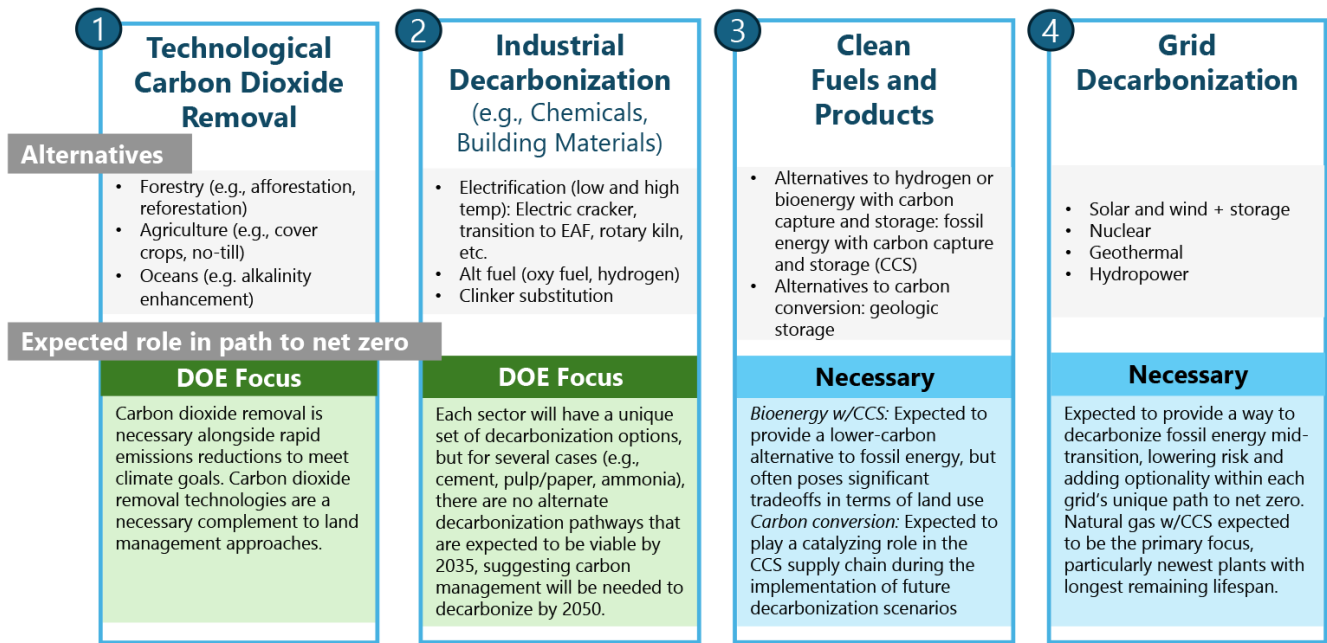 1
Technological
Carbon Dioxide
Removal
2
Industrial
Decarbonization
(e.g., Chemicals,
Building Materials)
3
Clean
Fuels and
Products
4
Grid
Decarbonization
Alternatives
• Forestry (e.g., afforestation,
reforestation)
• Agriculture (e.g., cover
crops, no-till)
• Oceans (e.g. alkalinity
enhancement)
• Electrification (low and high
temp): Electric cracker,
transition to EAF, rotary kiln,
etc.
• Alt fuel (oxy fuel, hydrogen)
• Clinker substitution
• Alternatives to hydrogen or
bioenergy with carbon
capture and storage: fossil
energy with carbon capture
and storage (CCS)
• Alternatives to carbon
conversion: geologic
storage
• Solar and wind + storage
• Nuclear
• Geothermal
• Hydropower
Expected role in path to net zero
DOE Focus
Carbon dioxide removal is
necessary alongside rapid
emissions reductions to meet
climate goals. Carbon dioxide
removal technologies are a
necessary complement to land
management approaches.
DOE Focus
Each sector will have a unique
set of decarbonization options,
but for several cases (e.g.,
cement, pulp/paper, ammonia),
there are no alternate
decarbonization pathways that
are expected to be viable by
2035, suggesting carbon
management will be needed to
decarbonize by 2050.
Necessary
Bioenergy w/CCS: Expected to
provide a lower-carbon
alternative to fossil energy, but
often poses significant
tradeoffs in terms of land use
Carbon conversion: Expected to
play a catalyzing role in the
CCS supply chain during the
implementation of future
decarbonization scenarios
Necessary
Expected to provide a way to
decarbonize fossil energy mid-
transition, lowering risk and
adding optionality within each
grid's unique path to net zero.
Natural gas w/CCS expected
to be the primary focus,
particularly newest plants with
longest remaining lifespan.